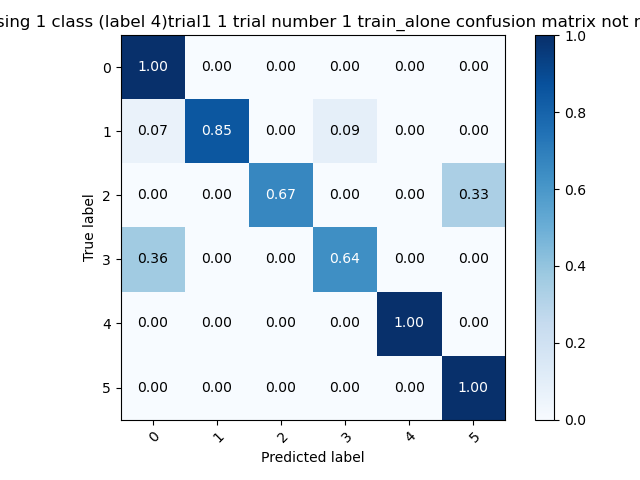 1 class (label 4)trial1 1 trial number 1 train_alone confusion matrix not
True label
0 1.00 0.00 0.00 0.00 0.00 0.00
1 0.07 0.85 0.00 0.09 0.00 0.00
2 0.00 0.00 0.67 0.00 0.00 0.33
3 0.36 0.00 0.00 0.64 0.00 0.00
4 0.00 0.00 0.00 0.00 1.00 0.00
5 0.00 0.00 0.00 0.00 0.00 1.00
0 1 2 3 4 5
Predicted label
1.0
0.8
0.6
0.4
0.2
0.0